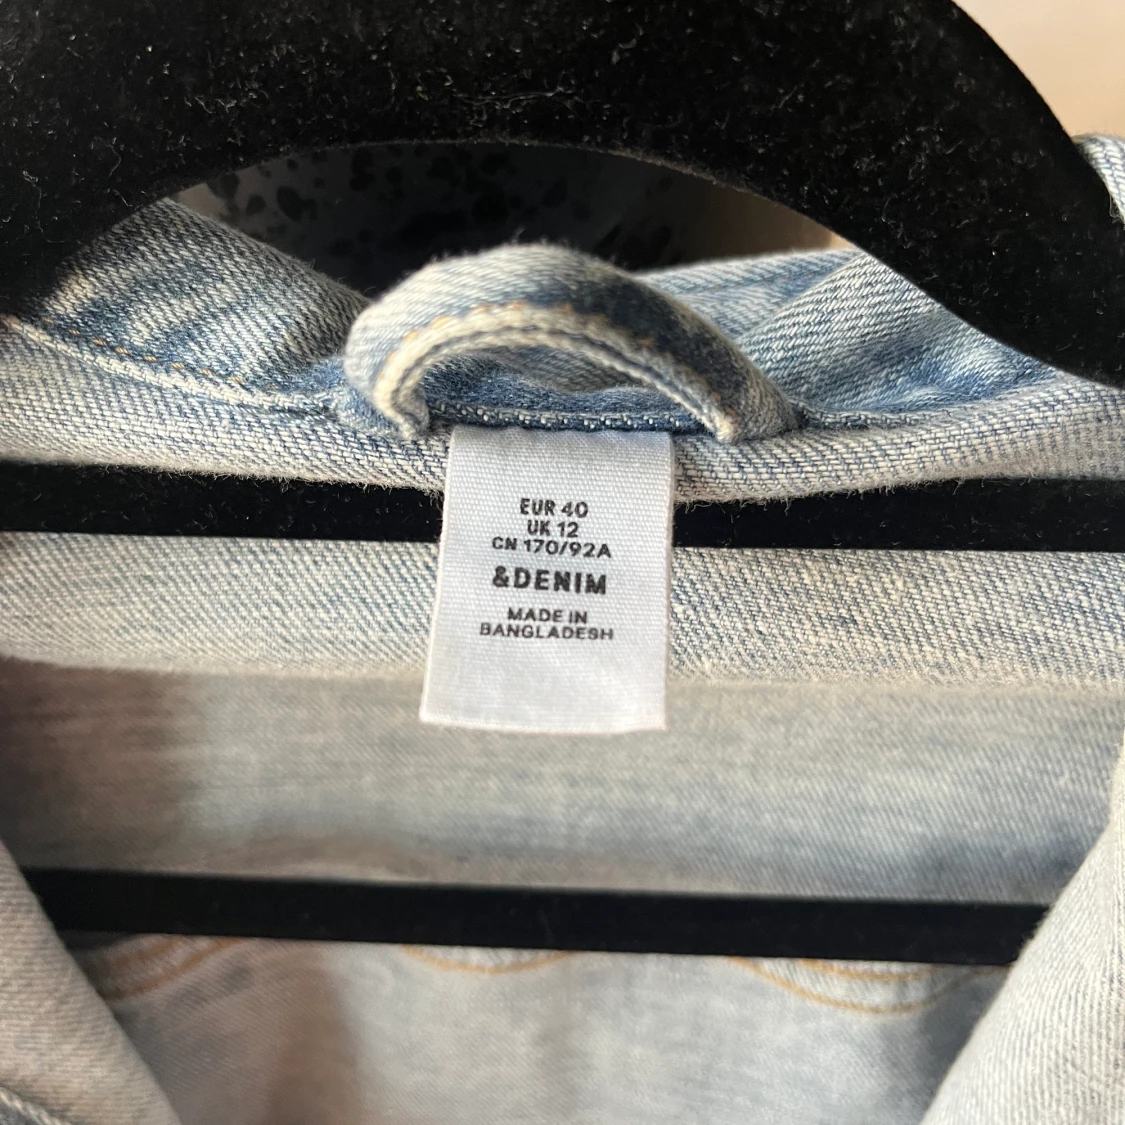 EUR 40
UK 12
CN 170/92A
&DENIM
MADE IN
BANGLADESH